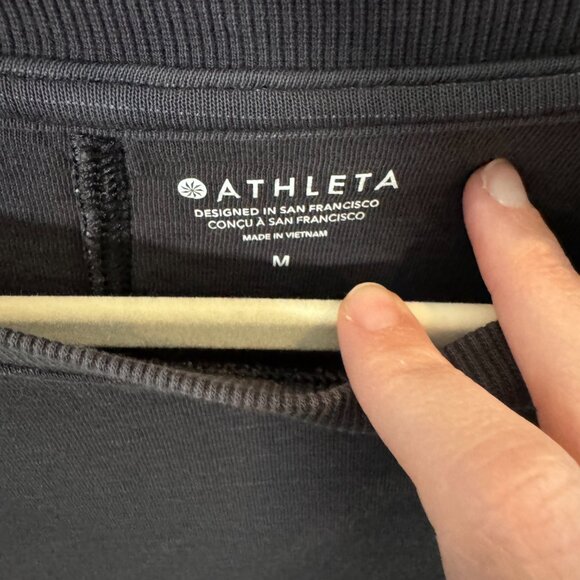 ATHLETA
DESIGNED IN SAN FRANCISCO
CONÇU À SAN FRANCISCO
MADE IN VIETNAM
M